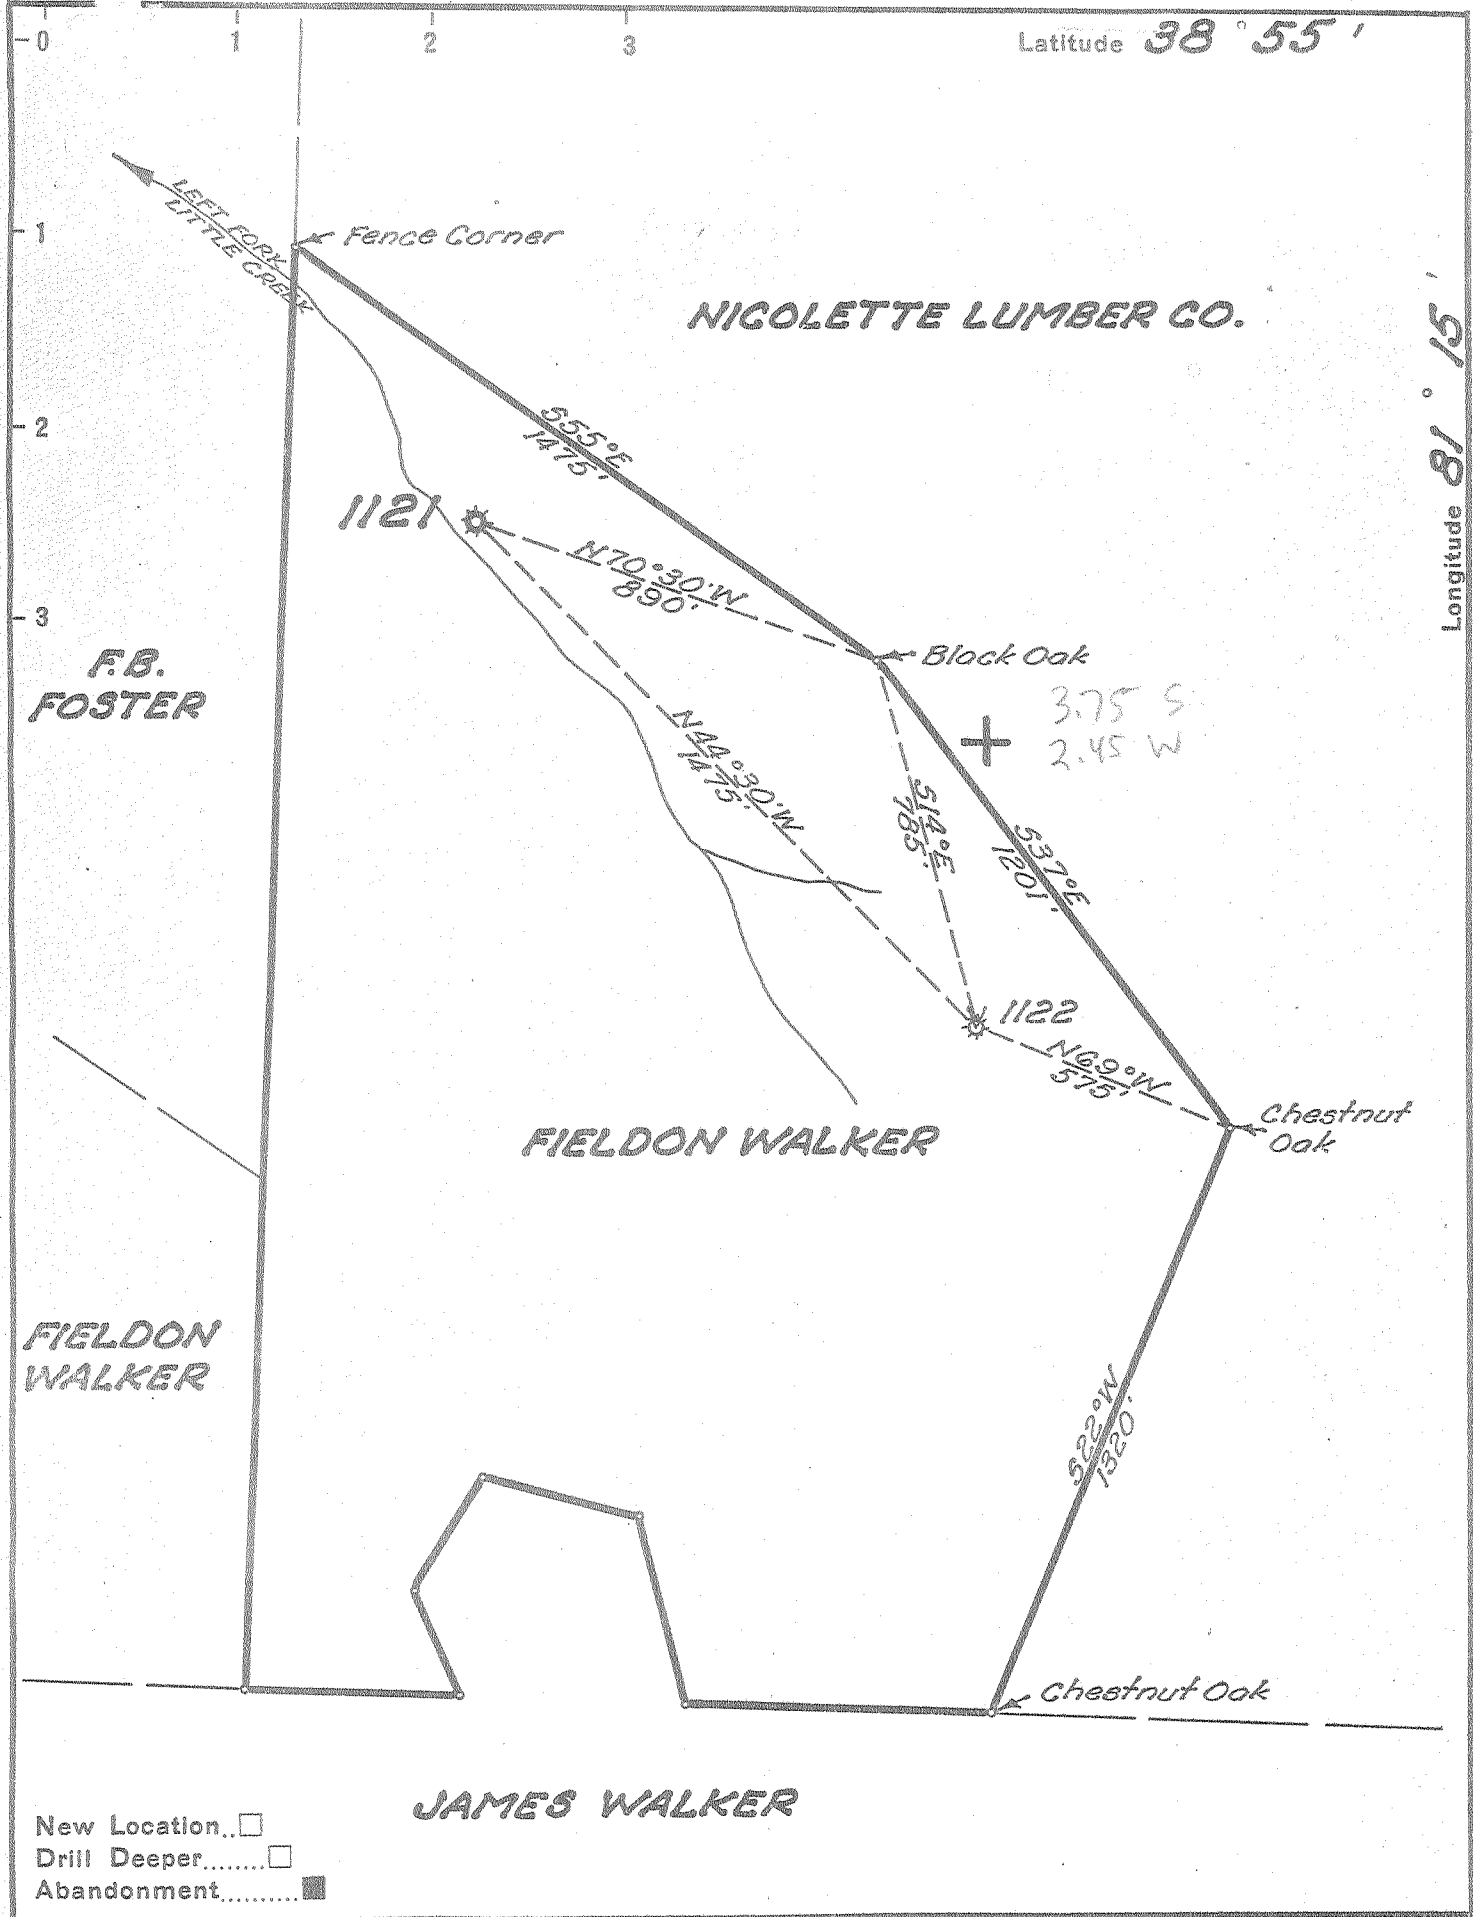 0 1 2 3 Latitude 38° 55'
LEFT FORK
LITTLE CREEK
1
Fence Corner
NICOLETTE LUMBER CO.
Longitude 81° 15'
2
S55°E
1475'
1121
N70°30'W
890'
3
F.B.
FOSTER
Black Oak
3.75 S
2.45 W
N44°30'W
1475'
S14°E
785'
S37°E
1201'
1122
N69°W
575'
Chestnut
Oak
FIELDON WALKER
FIELDON
WALKER
S22°W
1320'
Chestnut Oak
JAMES WALKER
New Location..
Drill Deeper........
Abandonment.........